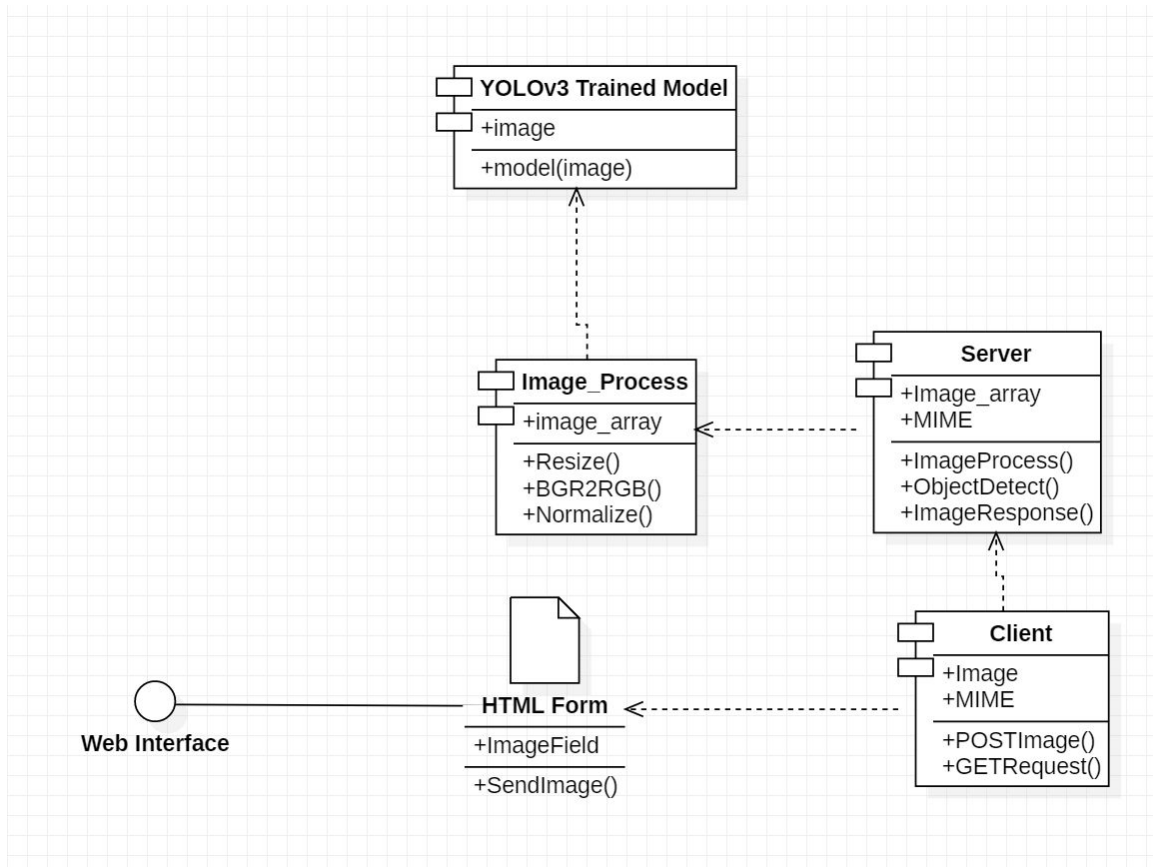 YOLOv3 Trained Model
+image
+model(image)
Image_Process
+image_array
+Resize()
+BGR2RGB()
+Normalize()
Server
+Image_array
+MIME
+ImageProcess()
+ObjectDetect()
+ImageResponse()
Web Interface
HTML Form
+ImageField
+SendImage()
Client
+Image
+MIME
+POSTImage()
+GETRequest()